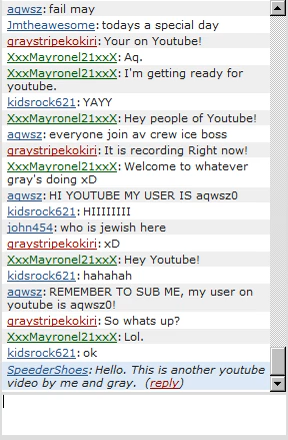 aqwsz: fail may
Jmtheawesome: todays a special day
graystripekokiri: Your on Youtube!
XxxMayronel21xxX: Aq.
XxxMayronel21xxX: I'm getting ready for
youtube.
kidsrock621: YAYY
XxxMayronel21xxX: Hey people of Youtube!
aqwsz: everyone join av crew ice boss
graystripekokiri: It is recording Right now!
XxxMayronel21xxX: Welcome to whatever
gray's doing xD
aqwsz: HI YOUTUBE MY USER IS aqwsz0
kidsrock621: HIIIIIIII
john454: who is jewish here
graystripekokiri: xD
XxxMayronel21xxX: Hey Youtube!
kidsrock621: hahahah
aqwsz: REMEMBER TO SUB ME, my user on
youtube is aqwsz0!
graystripekokiri: So whats up?
XxxMayronel21xxX: Lol.
kidsrock621: ok
SpeederShoes: Hello. This is another youtube
video by me and gray. (reply)